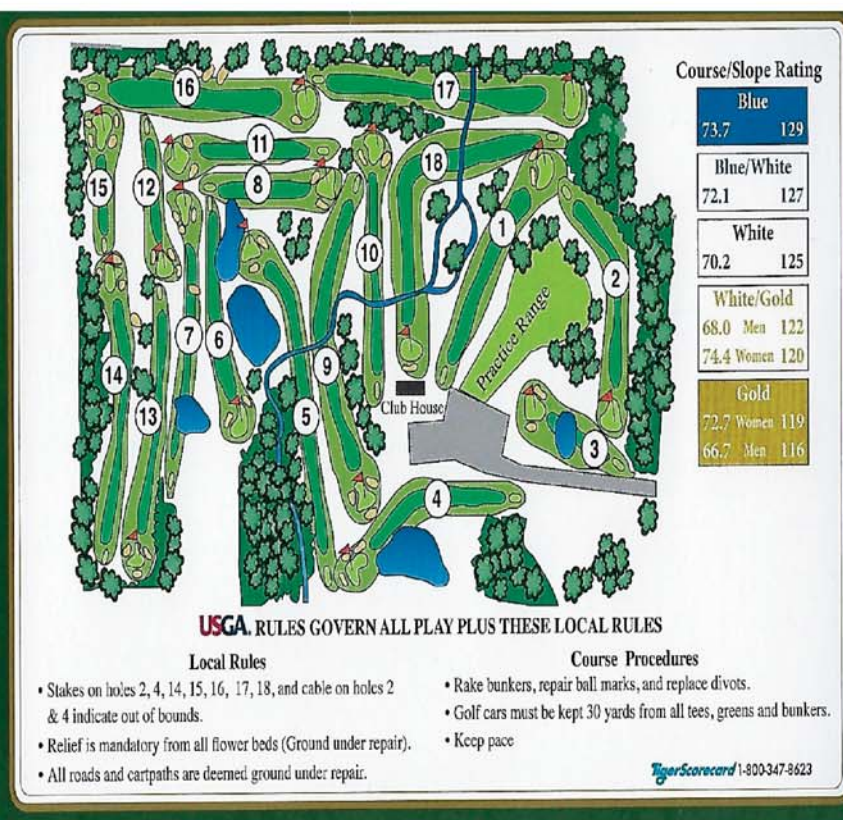 Course/Slope Rating
Blue
73.7 129
Blue/White
72.1 127
White
70.2 125
White/Gold
68.0 Men 122
74.4 Women 120
Gold
72.7 Women 119
66.7 Men 116
16
17
11
18
15
12
8
1
10
2
7
6
9
Practice Range
14
13
5
Club House
3
4
USGA. RULES GOVERN ALL PLAY PLUS THESE LOCAL RULES
Local Rules
• Stakes on holes 2, 4, 14, 15, 16, 17, 18, and cable on holes 2
& 4 indicate out of bounds.
• Relief is mandatory from all flower beds (Ground under repair).
• All roads and cartpaths are deemed ground under repair.
Course Procedures
• Rake bunkers, repair ball marks, and replace divots.
• Golf cars must be kept 30 yards from all tees, greens and bunkers.
• Keep pace
TigerScorecard 1-800-347-8623